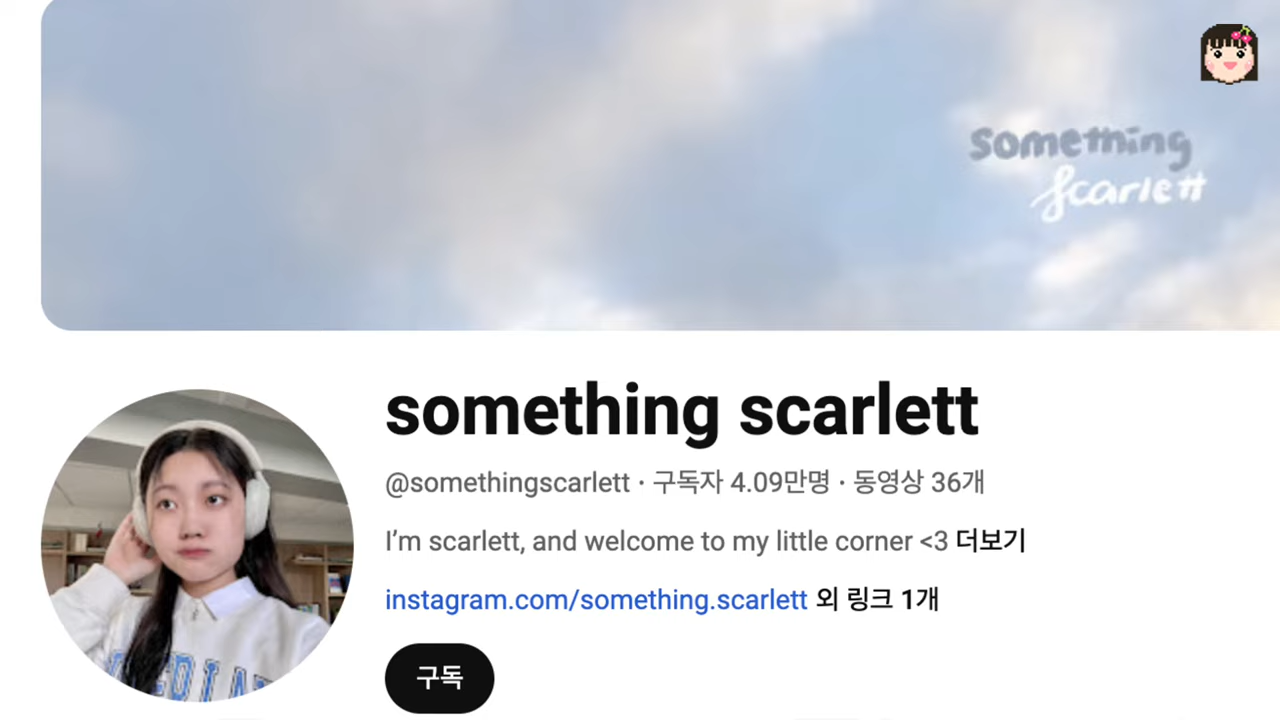 something
scarlett
something scarlett
@somethingscarlett · 구독자 4.09만명 · 동영상 36개
I’m scarlett, and welcome to my little corner <3 더보기
instagram.com/something.scarlett 외 링크 1개
구독